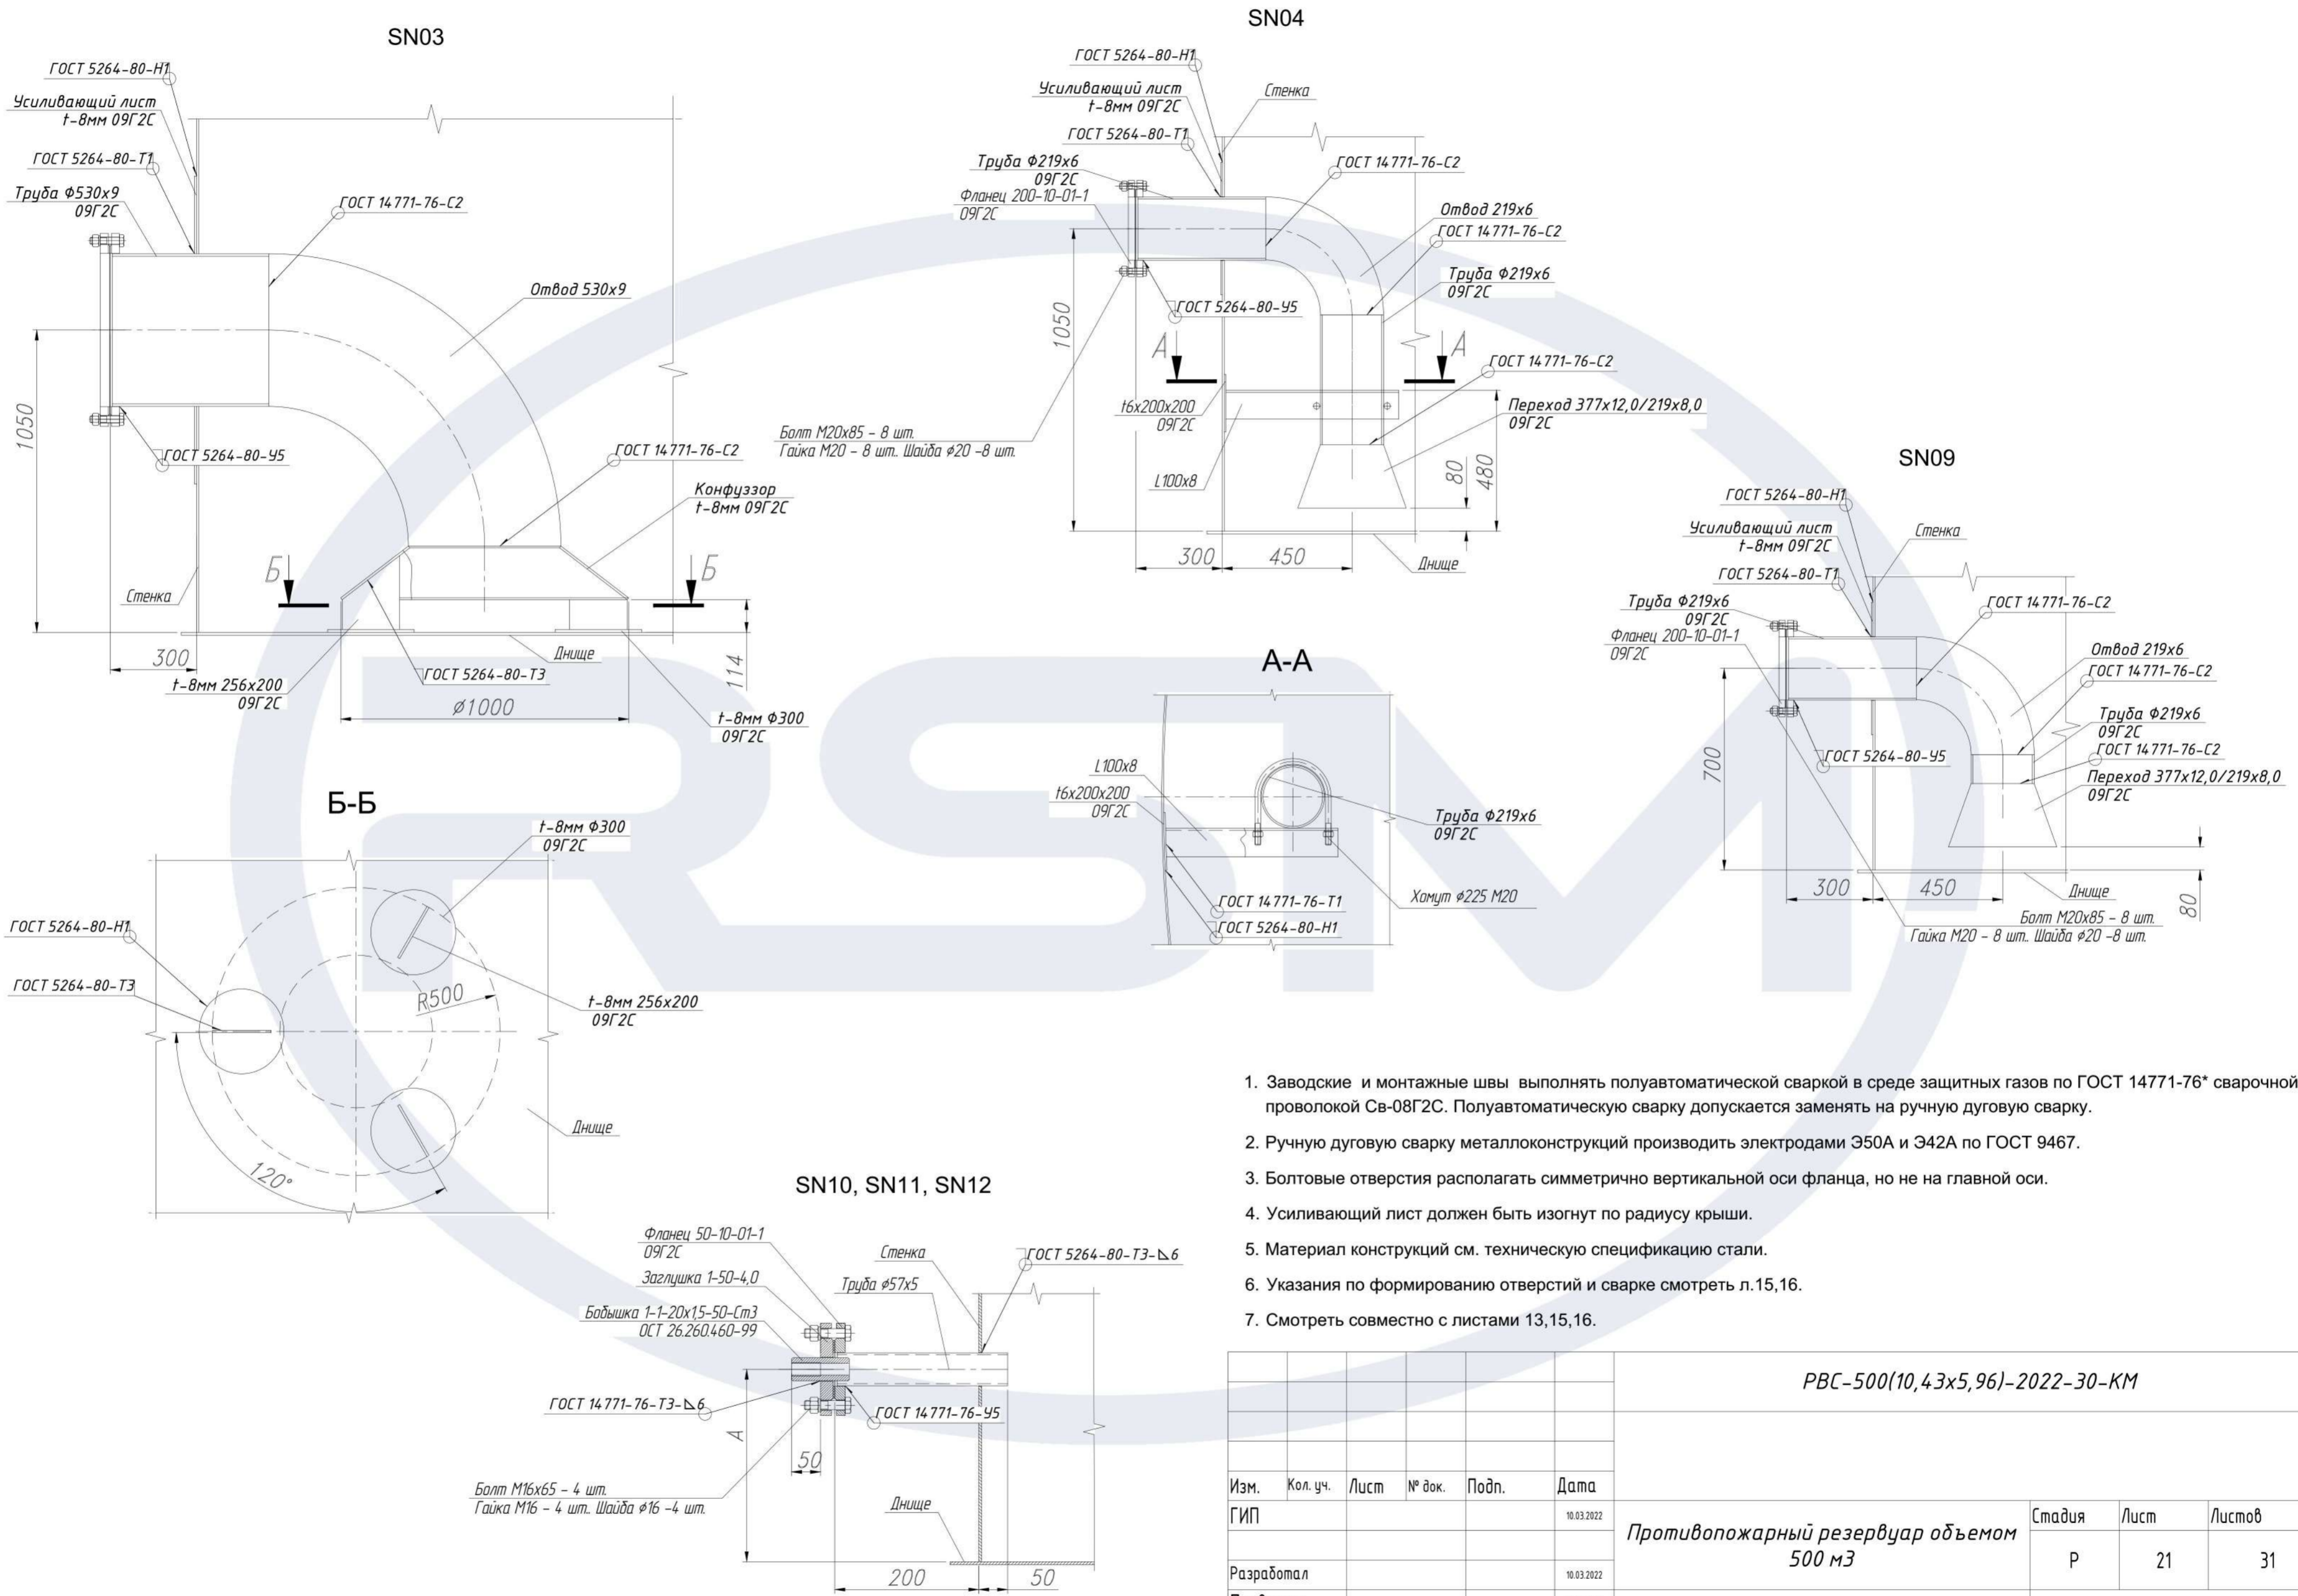 SN03
ГОСТ 5264-80-Н1
Усиливающий лист
t-8мм 09Г2С
ГОСТ 5264-80-Т1
Труба Ф530х9
09Г2С
ГОСТ 14771-76-С2
Отвод 530х9
1050
ГОСТ 5264-80-У5
ГОСТ 14771-76-С2
Конфуззор
t-8мм 09Г2С
Б
Б
Стенка
300
Днище
114
t-8мм 256х200
09Г2С
ГОСТ 5264-80-Т3
ϕ1000
t-8мм Ф300
09Г2С
SN04
ГОСТ 5264-80-Н1
Усиливающий лист
t-8мм 09Г2С
Стенка
ГОСТ 5264-80-Т1
Труба Ф219х6
09Г2С
ГОСТ 14771-76-С2
Фланец 200-10-01-1
09Г2С
Отвод 219х6
ГОСТ 14771-76-С2
Труба Ф219х6
09Г2С
ГОСТ 5264-80-У5
1050
А
А
ГОСТ 14771-76-С2
t6х200х200
09Г2С
Переход 377х12,0/219х8,0
09Г2С
Болт М20х85 - 8 шт.
Гайка М20 - 8 шт.. Шайба ϕ20 -8 шт.
L100х8
80
480
300
450
Днище
SN09
ГОСТ 5264-80-Н1
Усиливающий лист
t-8мм 09Г2С
Стенка
ГОСТ 5264-80-Т1
Труба Ф219х6
09Г2С
ГОСТ 14771-76-С2
Фланец 200-10-01-1
09Г2С
Отвод 219х6
ГОСТ 14771-76-С2
Труба Ф219х6
09Г2С
ГОСТ 14771-76-С2
ГОСТ 5264-80-У5
Переход 377х12,0/219х8,0
09Г2С
700
300
450
Днище
80
Болт М20х85 - 8 шт.
Гайка М20 - 8 шт.. Шайба ϕ20 -8 шт.
А-А
L100х8
t6х200х200
09Г2С
Труба Ф219х6
09Г2С
ГОСТ 14771-76-Т1
Хомут ϕ225 М20
ГОСТ 5264-80-Н1
Б-Б
t-8мм Ф300
09Г2С
ГОСТ 5264-80-Н1
ГОСТ 5264-80-Т3
R500
t-8мм 256х200
09Г2С
Днище
120°
RSM
SN10, SN11, SN12
Фланец 50-10-01-1
09Г2С
Стенка
ГОСТ 5264-80-Т3-⊿6
Заглушка 1-50-4,0
Труба ϕ57х5
Бобышка 1-1-20х1,5-50-Ст3
ОСТ 26.260.460-99
ГОСТ 14771-76-Т3-⊿6
ГОСТ 14771-76-У5
А
50
Болт М16х65 - 4 шт.
Гайка М16 - 4 шт.. Шайба ϕ16 -4 шт.
Днище
200
50
1. Заводские и монтажные швы выполнять полуавтоматической сваркой в среде защитных газов по ГОСТ 14771-76* сварочной
проволокой Св-08Г2С. Полуавтоматическую сварку допускается заменять на ручную дуговую сварку.
2. Ручную дуговую сварку металлоконструкций производить электродами Э50А и Э42А по ГОСТ 9467.
3. Болтовые отверстия располагать симметрично вертикальной оси фланца, но не на главной оси.
4. Усиливающий лист должен быть изогнут по радиусу крыши.
5. Материал конструкций см. техническую спецификацию стали.
6. Указания по формированию отверстий и сварке смотреть л.15,16.
7. Смотреть совместно с листами 13,15,16.
РВС-500(10,43х5,96)-2022-30-КМ
Изм. Кол. уч. Лист № док. Подп. Дата
ГИП 10.03.2022
Противопожарный резервуар объемом
500 м3
Стадия Лист Листов
Р 21 31
Разработал 10.03.2022